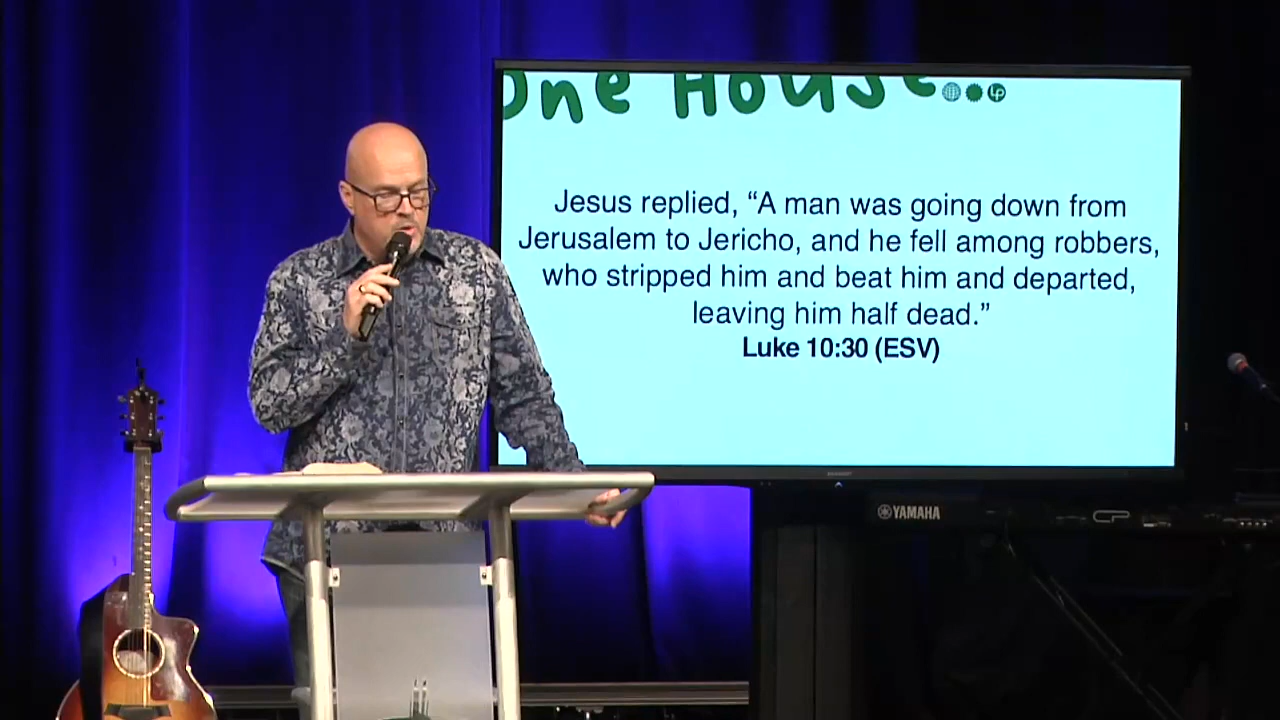 One House...
Jesus replied, “A man was going down from
Jerusalem to Jericho, and he fell among robbers,
who stripped him and beat him and departed,
leaving him half dead.”
Luke 10:30 (ESV)
YAMAHA
CP